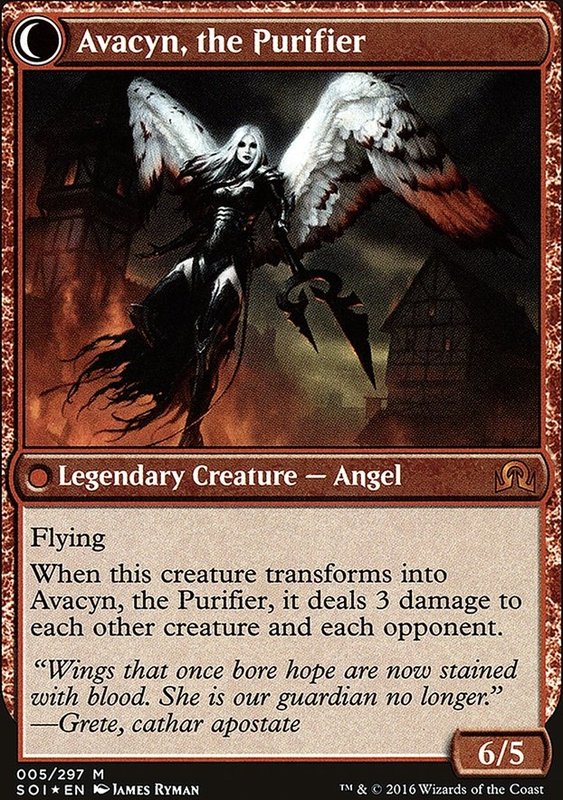 Avacyn, the Purifier
Legendary Creature — Angel
Flying
When this creature transforms into
Avacyn, the Purifier, it deals 3 damage to
each other creature and each opponent.
“Wings that once bore hope are now stained
with blood. She is our guardian no longer.”
—Grete, cathar apostate
6/5
005/297 M
SOI★EN JAMES RYMAN
™ & © 2016 Wizards of the Coast